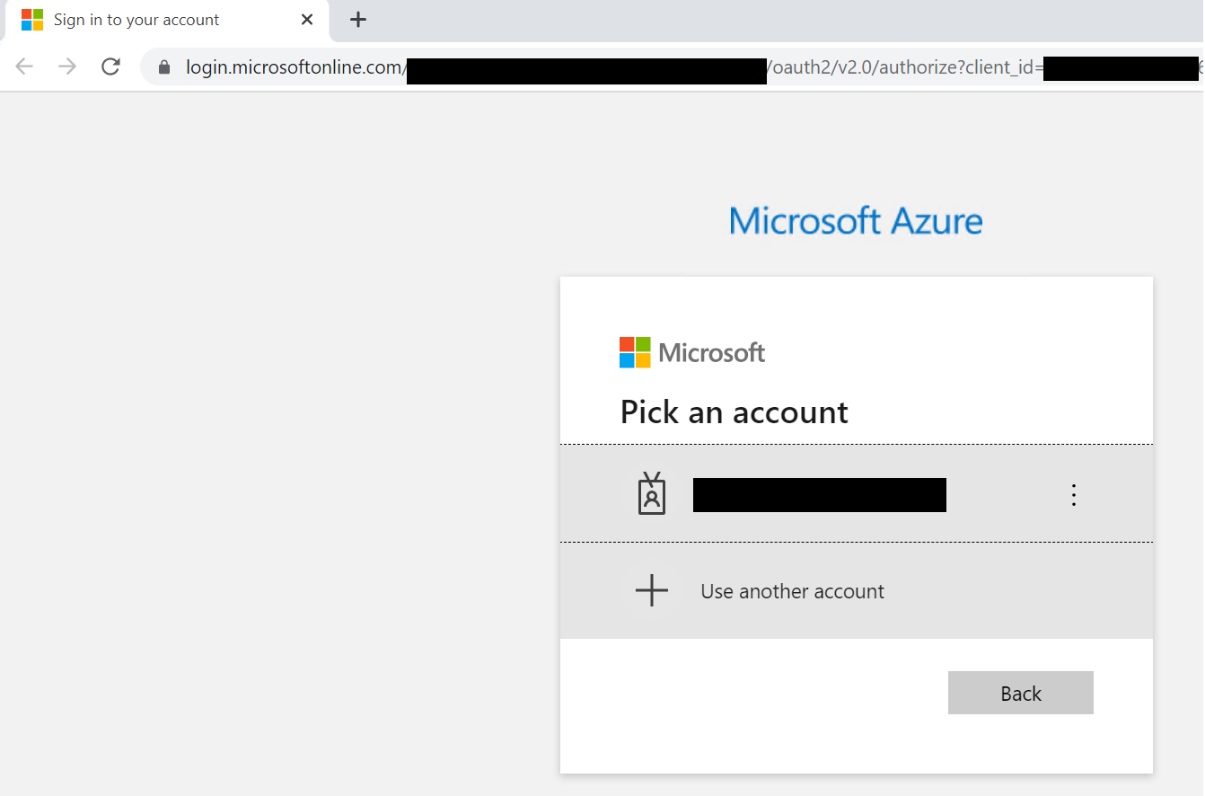 Sign in to your account
login.microsoftonline.com/ /oauth2/v2.0/authorize?client_id=
Microsoft Azure
Microsoft
Pick an account
Use another account
Back